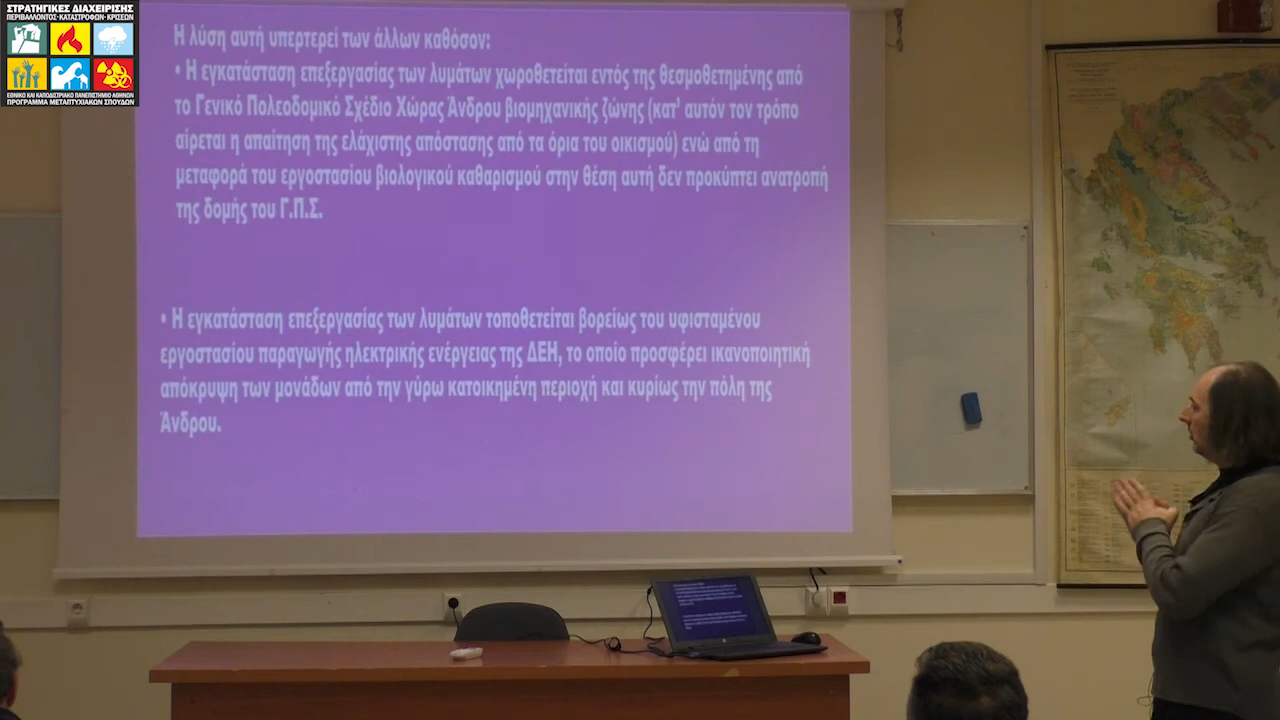 ΣΤΡΑΤΗΓΙΚΕΣ ΔΙΑΧΕΙΡΙΣΗΣ
ΠΕΡΙΒΑΛΛΟΝΤΟΣ·ΚΑΤΑΣΤΡΟΦΩΝ·ΚΡΙΣΕΩΝ
ΕΘΝΙΚΟ ΚΑΙ ΚΑΠΟΔΙΣΤΡΙΑΚΟ ΠΑΝΕΠΙΣΤΗΜΙΟ ΑΘΗΝΩΝ
ΠΡΟΓΡΑΜΜΑ ΜΕΤΑΠΤΥΧΙΑΚΩΝ ΣΠΟΥΔΩΝ
Η λύση αυτή υπερτερεί των άλλων καθόσον:
• Η εγκατάσταση επεξεργασίας των λυμάτων χωροθετείται εντός της θεσμοθετημένης από
το Γενικό Πολεοδομικό Σχέδιο Χώρας Άνδρου βιομηχανικής ζώνης (κατ' αυτόν τον τρόπο
αίρεται η απαίτηση της ελάχιστης απόστασης από τα όρια του οικισμού) ενώ από τη
μεταφορά του εργοστασίου βιολογικού καθαρισμού στην θέση αυτή δεν προκύπτει ανατροπή
της δομής του Γ.Π.Σ.
• Η εγκατάσταση επεξεργασίας των λυμάτων τοποθετείται βορείως του υφισταμένου
εργοστασίου παραγωγής ηλεκτρικής ενέργειας της ΔΕΗ, το οποίο προσφέρει ικανοποιητική
απόκρυψη των μονάδων από την γύρω κατοικημένη περιοχή και κυρίως την πόλη της
Άνδρου.